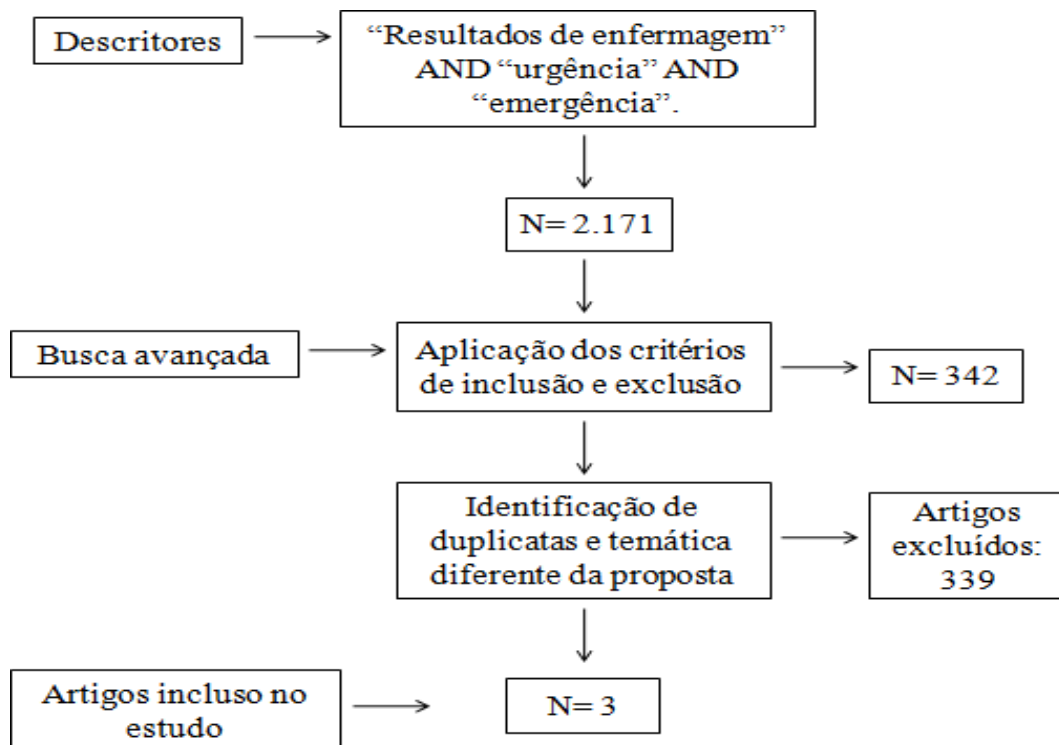 Descritores
“Resultados de enfermagem”
AND “urgência” AND
“emergência”.
N= 2.171
Busca avançada
Aplicação dos critérios
de inclusão e exclusão
N= 342
Identificação de
duplicatas e temática
diferente da proposta
Artigos
excluídos:
339
Artigos incluso no
estudo
N= 3